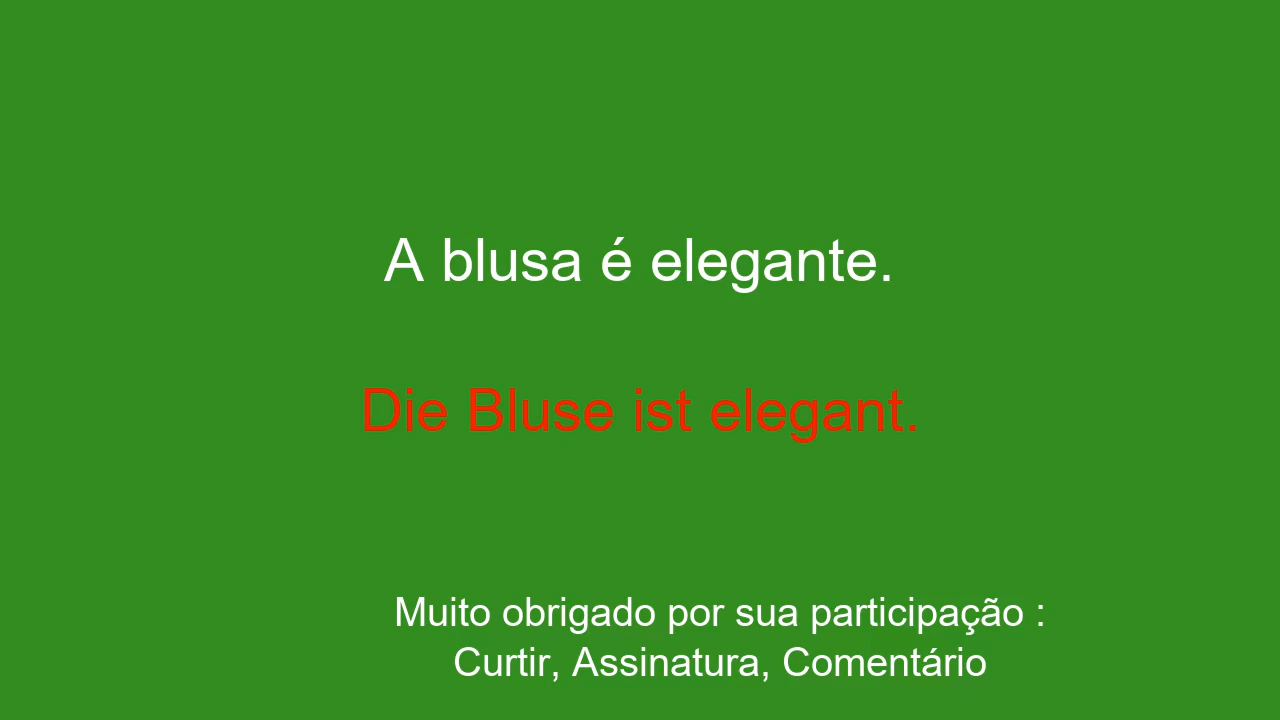 A blusa é elegante.
Die Bluse ist elegant.
Muito obrigado por sua participação :
Curtir, Assinatura, Comentário